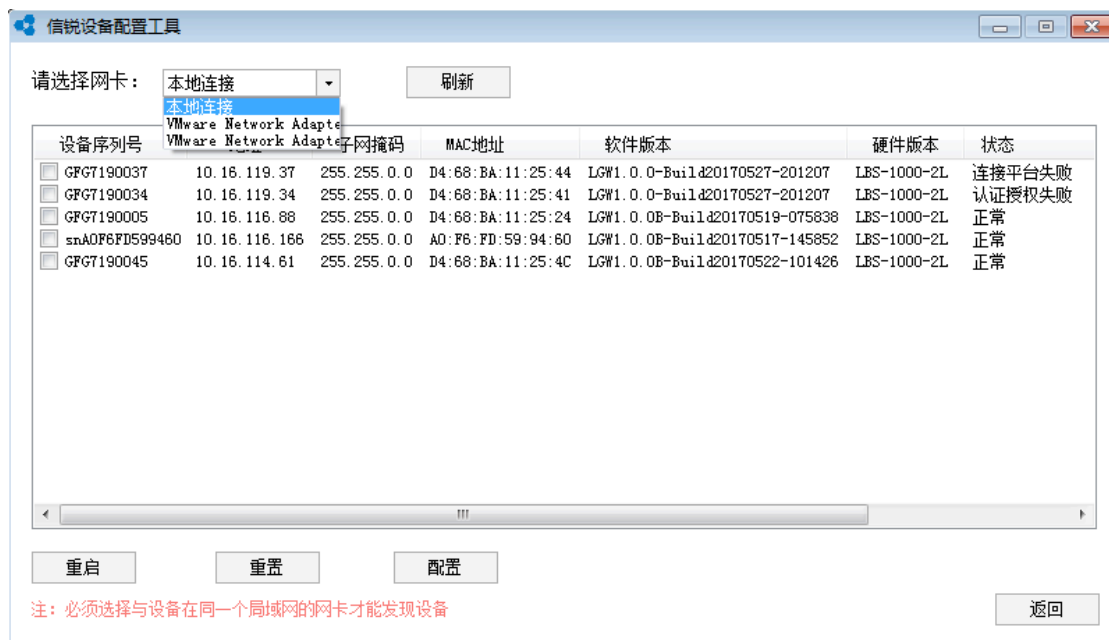 信锐设备配置工具
请选择网卡： 本地连接 刷新
本地连接
VMware Network Adapte
VMware Network Adapte
设备序列号 子网掩码 MAC地址 软件版本 硬件版本 状态
GFG7190037 10.16.119.37 255.255.0.0 D4:68:BA:11:25:44 LGW1.0.0-Build20170527-201207 LBS-1000-2L 连接平台失败
GFG7190034 10.16.119.34 255.255.0.0 D4:68:BA:11:25:41 LGW1.0.0-Build20170527-201207 LBS-1000-2L 认证授权失败
GFG7190005 10.16.116.88 255.255.0.0 D4:68:BA:11:25:24 LGW1.0.0B-Build20170519-075838 LBS-1000-2L 正常
snA0F6FD599460 10.16.116.166 255.255.0.0 A0:F6:FD:59:94:60 LGW1.0.0B-Build20170517-145852 LBS-1000-2L 正常
GFG7190045 10.16.114.61 255.255.0.0 D4:68:BA:11:25:4C LGW1.0.0B-Build20170522-101426 LBS-1000-2L 正常
重启 重置 配置
注：必须选择与设备在同一个局域网的网卡才能发现设备
返回